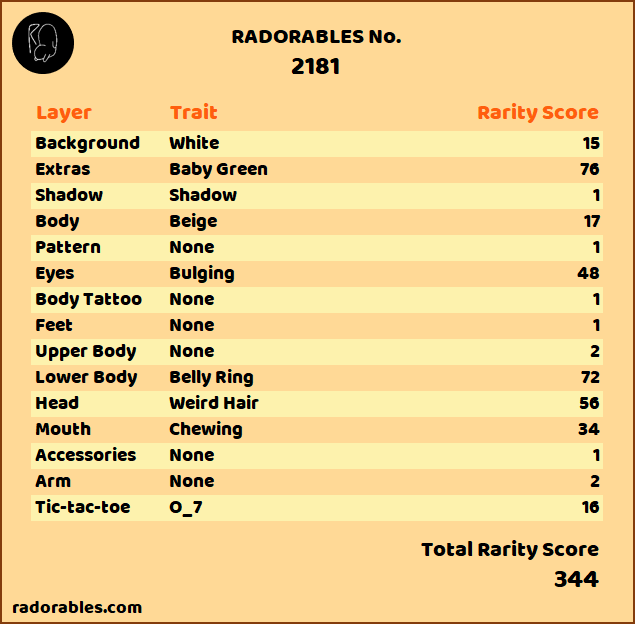 RADORABLES No.
2181
Layer Trait Rarity Score
Background White 15
Extras Baby Green 76
Shadow Shadow 1
Body Beige 17
Pattern None 1
Eyes Bulging 48
Body Tattoo None 1
Feet None 1
Upper Body None 2
Lower Body Belly Ring 72
Head Weird Hair 56
Mouth Chewing 34
Accessories None 1
Arm None 2
Tic-tac-toe O_7 16
Total Rarity Score
344
radorables.com